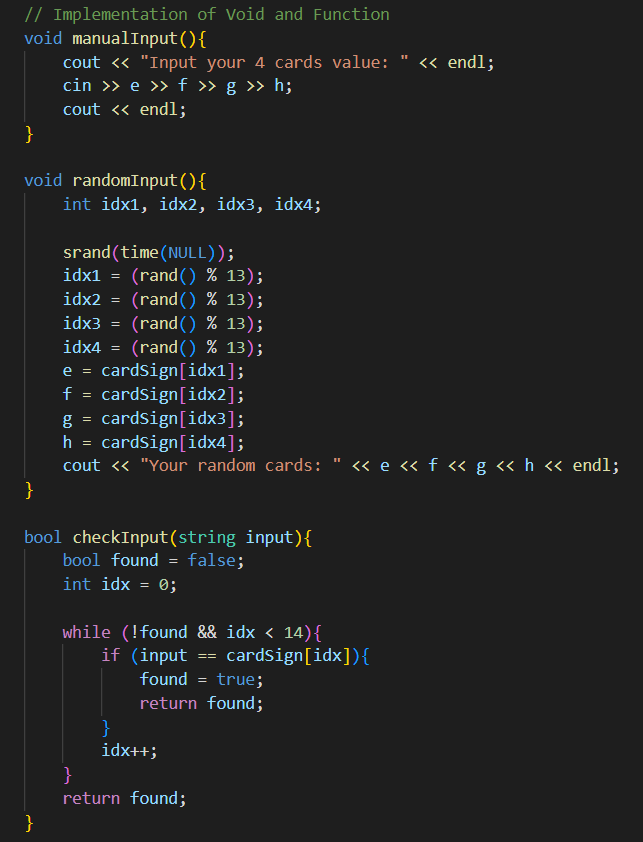 // Implementation of Void and Function
void manualInput(){
    cout << "Input your 4 cards value: " << endl;
    cin >> e >> f >> g >> h;
    cout << endl;
}

void randomInput(){
    int idx1, idx2, idx3, idx4;

    srand(time(NULL));
    idx1 = (rand() % 13);
    idx2 = (rand() % 13);
    idx3 = (rand() % 13);
    idx4 = (rand() % 13);
    e = cardSign[idx1];
    f = cardSign[idx2];
    g = cardSign[idx3];
    h = cardSign[idx4];
    cout << "Your random cards: " << e << f << g << h << endl;
}

bool checkInput(string input){
    bool found = false;
    int idx = 0;

    while (!found && idx < 14){
        if (input == cardSign[idx]){
            found = true;
            return found;
        }
        idx++;
    }
    return found;
}